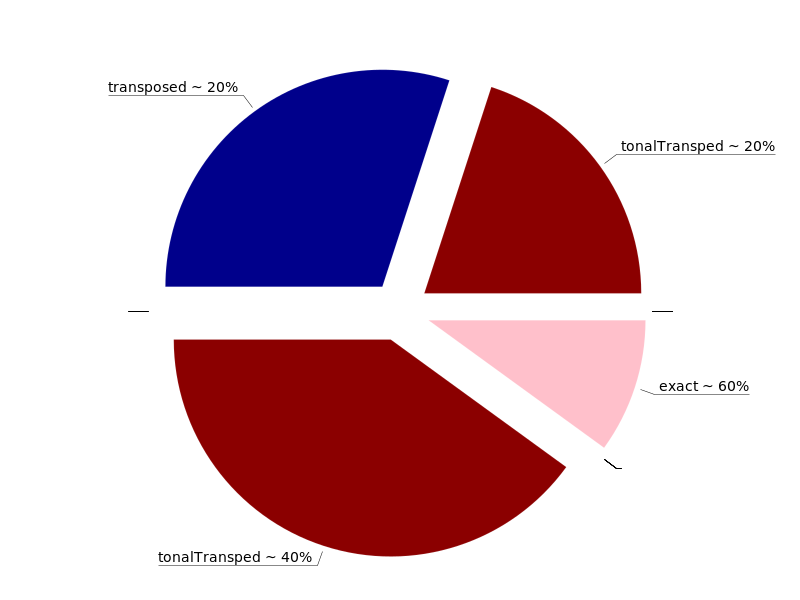 transposed ~ 20%
tonalTransped ~ 20%
exact ~ 60%
tonalTransped ~ 40%